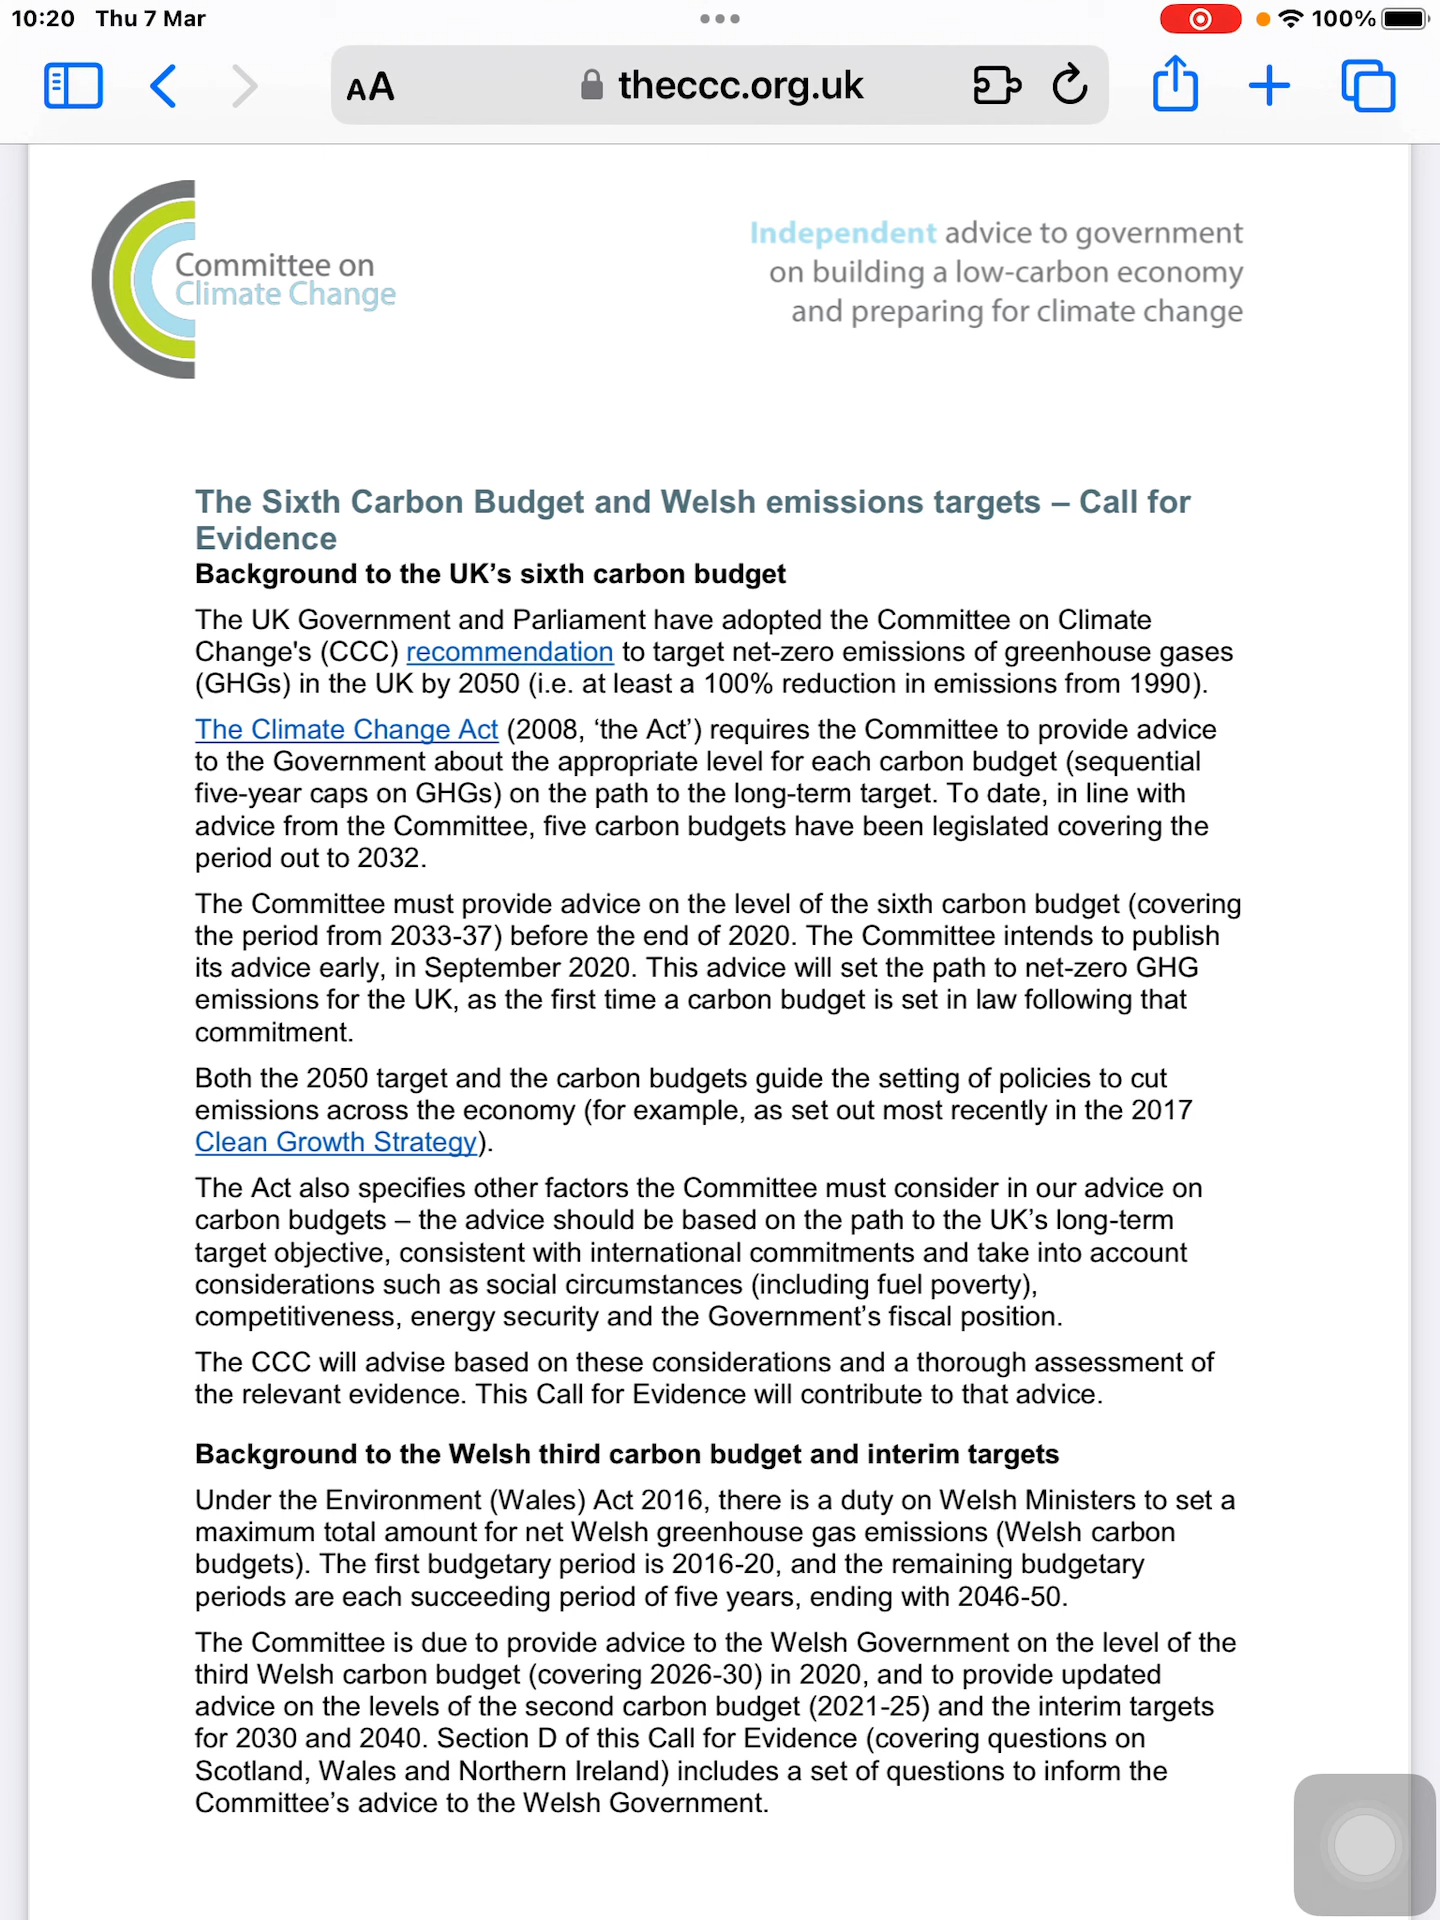 10:20 Thu 7 Mar
100%
AA
theccc.org.uk
Committee on
Climate Change
Independent advice to government
on building a low-carbon economy
and preparing for climate change
The Sixth Carbon Budget and Welsh emissions targets – Call for
Evidence
Background to the UK’s sixth carbon budget
The UK Government and Parliament have adopted the Committee on Climate
Change's (CCC) recommendation to target net-zero emissions of greenhouse gases
(GHGs) in the UK by 2050 (i.e. at least a 100% reduction in emissions from 1990).
The Climate Change Act (2008, ‘the Act’) requires the Committee to provide advice
to the Government about the appropriate level for each carbon budget (sequential
five-year caps on GHGs) on the path to the long-term target. To date, in line with
advice from the Committee, five carbon budgets have been legislated covering the
period out to 2032.
The Committee must provide advice on the level of the sixth carbon budget (covering
the period from 2033-37) before the end of 2020. The Committee intends to publish
its advice early, in September 2020. This advice will set the path to net-zero GHG
emissions for the UK, as the first time a carbon budget is set in law following that
commitment.
Both the 2050 target and the carbon budgets guide the setting of policies to cut
emissions across the economy (for example, as set out most recently in the 2017
Clean Growth Strategy).
The Act also specifies other factors the Committee must consider in our advice on
carbon budgets – the advice should be based on the path to the UK’s long-term
target objective, consistent with international commitments and take into account
considerations such as social circumstances (including fuel poverty),
competitiveness, energy security and the Government’s fiscal position.
The CCC will advise based on these considerations and a thorough assessment of
the relevant evidence. This Call for Evidence will contribute to that advice.
Background to the Welsh third carbon budget and interim targets
Under the Environment (Wales) Act 2016, there is a duty on Welsh Ministers to set a
maximum total amount for net Welsh greenhouse gas emissions (Welsh carbon
budgets). The first budgetary period is 2016-20, and the remaining budgetary
periods are each succeeding period of five years, ending with 2046-50.
The Committee is due to provide advice to the Welsh Government on the level of the
third Welsh carbon budget (covering 2026-30) in 2020, and to provide updated
advice on the levels of the second carbon budget (2021-25) and the interim targets
for 2030 and 2040. Section D of this Call for Evidence (covering questions on
Scotland, Wales and Northern Ireland) includes a set of questions to inform the
Committee’s advice to the Welsh Government.